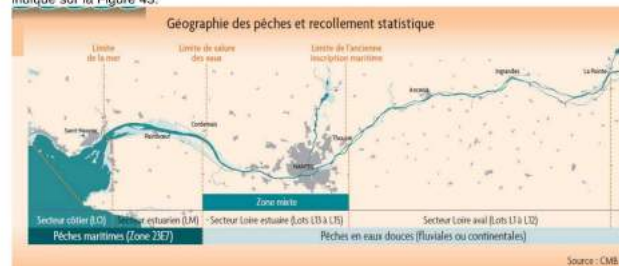 indiqué sur la Figure 43.
Géographie des pêches et recollement statistique
Limite
de la mer
Limite de salure
des eaux
Limite de l'ancienne
inscription maritime
Saint Nazaire
Paimbœuf
Cordemais
NANTES
Thouaré
Ancenis
Ingrandes
La Pointe
Zone mixte
Secteur côtier (LO)
Secteur estuarien (LM)
Secteur Loire estuaire (Lots L13 à L15)
Secteur Loire aval (Lots L1 à L12)
Pêches maritimes (Zone 23E7)
Pêches en eaux douces (fluviales ou continentales)
Source : CMB